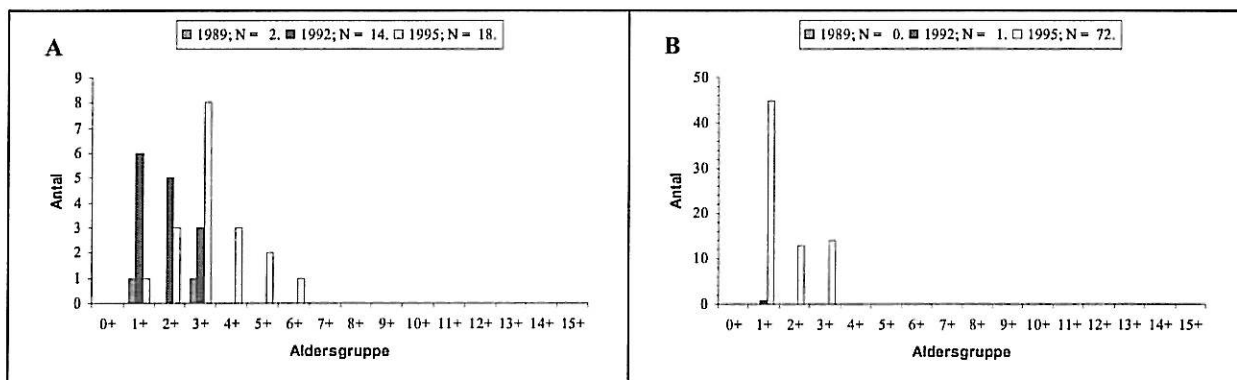 A
1989; N = 2. 1992; N = 14. 1995; N = 18.
9
8
7
6
5
4
3
2
1
0
Antal
0+ 1+ 2+ 3+ 4+ 5+ 6+ 7+ 8+ 9+ 10+ 11+ 12+ 13+ 14+ 15+
Aldersgruppe
B
1989; N = 0. 1992; N = 1. 1995; N = 72.
50
40
30
20
10
0
Antal
0+ 1+ 2+ 3+ 4+ 5+ 6+ 7+ 8+ 9+ 10+ 11+ 12+ 13+ 14+ 15+
Aldersgruppe